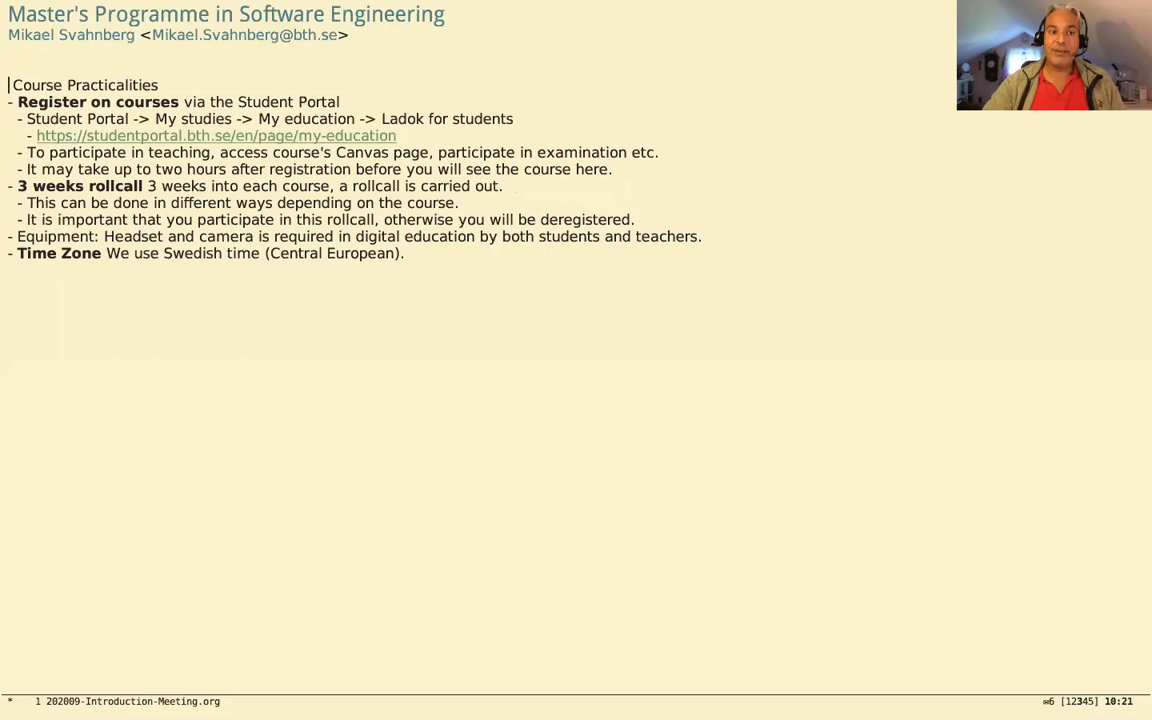 Master's Programme in Software Engineering
Mikael Svahnberg <Mikael.Svahnberg@bth.se>
Course Practicalities
- Register on courses via the Student Portal
- Student Portal -> My studies -> My education -> Ladok for students
- https://studentportal.bth.se/en/page/my-education
- To participate in teaching, access course's Canvas page, participate in examination etc.
- It may take up to two hours after registration before you will see the course here.
- 3 weeks rollcall 3 weeks into each course, a rollcall is carried out.
- This can be done in different ways depending on the course.
- It is important that you participate in this rollcall, otherwise you will be deregistered.
- Equipment: Headset and camera is required in digital education by both students and teachers.
- Time Zone We use Swedish time (Central European).
* 1 202009-Introduction-Meeting.org ✉6 [12345] 10:21